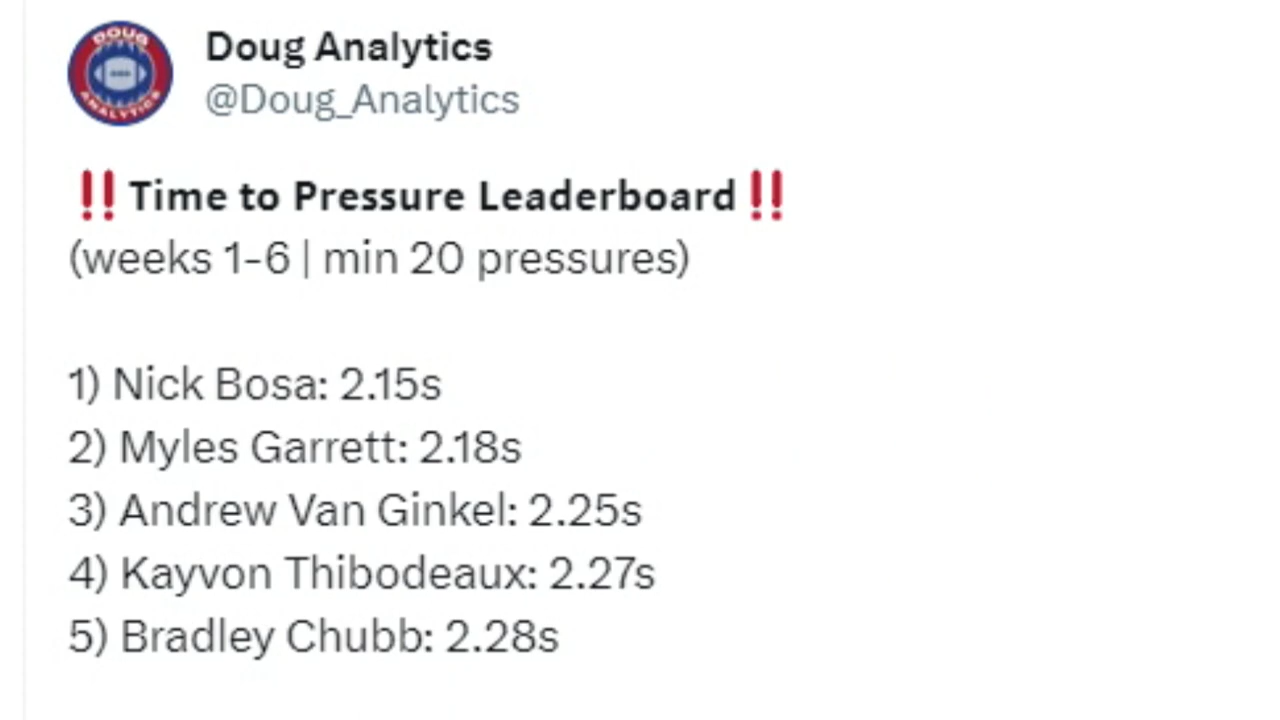 DOUG
ANALYTICS
Doug Analytics
@Doug_Analytics
‼️Time to Pressure Leaderboard‼️
(weeks 1-6 | min 20 pressures)
1) Nick Bosa: 2.15s
2) Myles Garrett: 2.18s
3) Andrew Van Ginkel: 2.25s
4) Kayvon Thibodeaux: 2.27s
5) Bradley Chubb: 2.28s